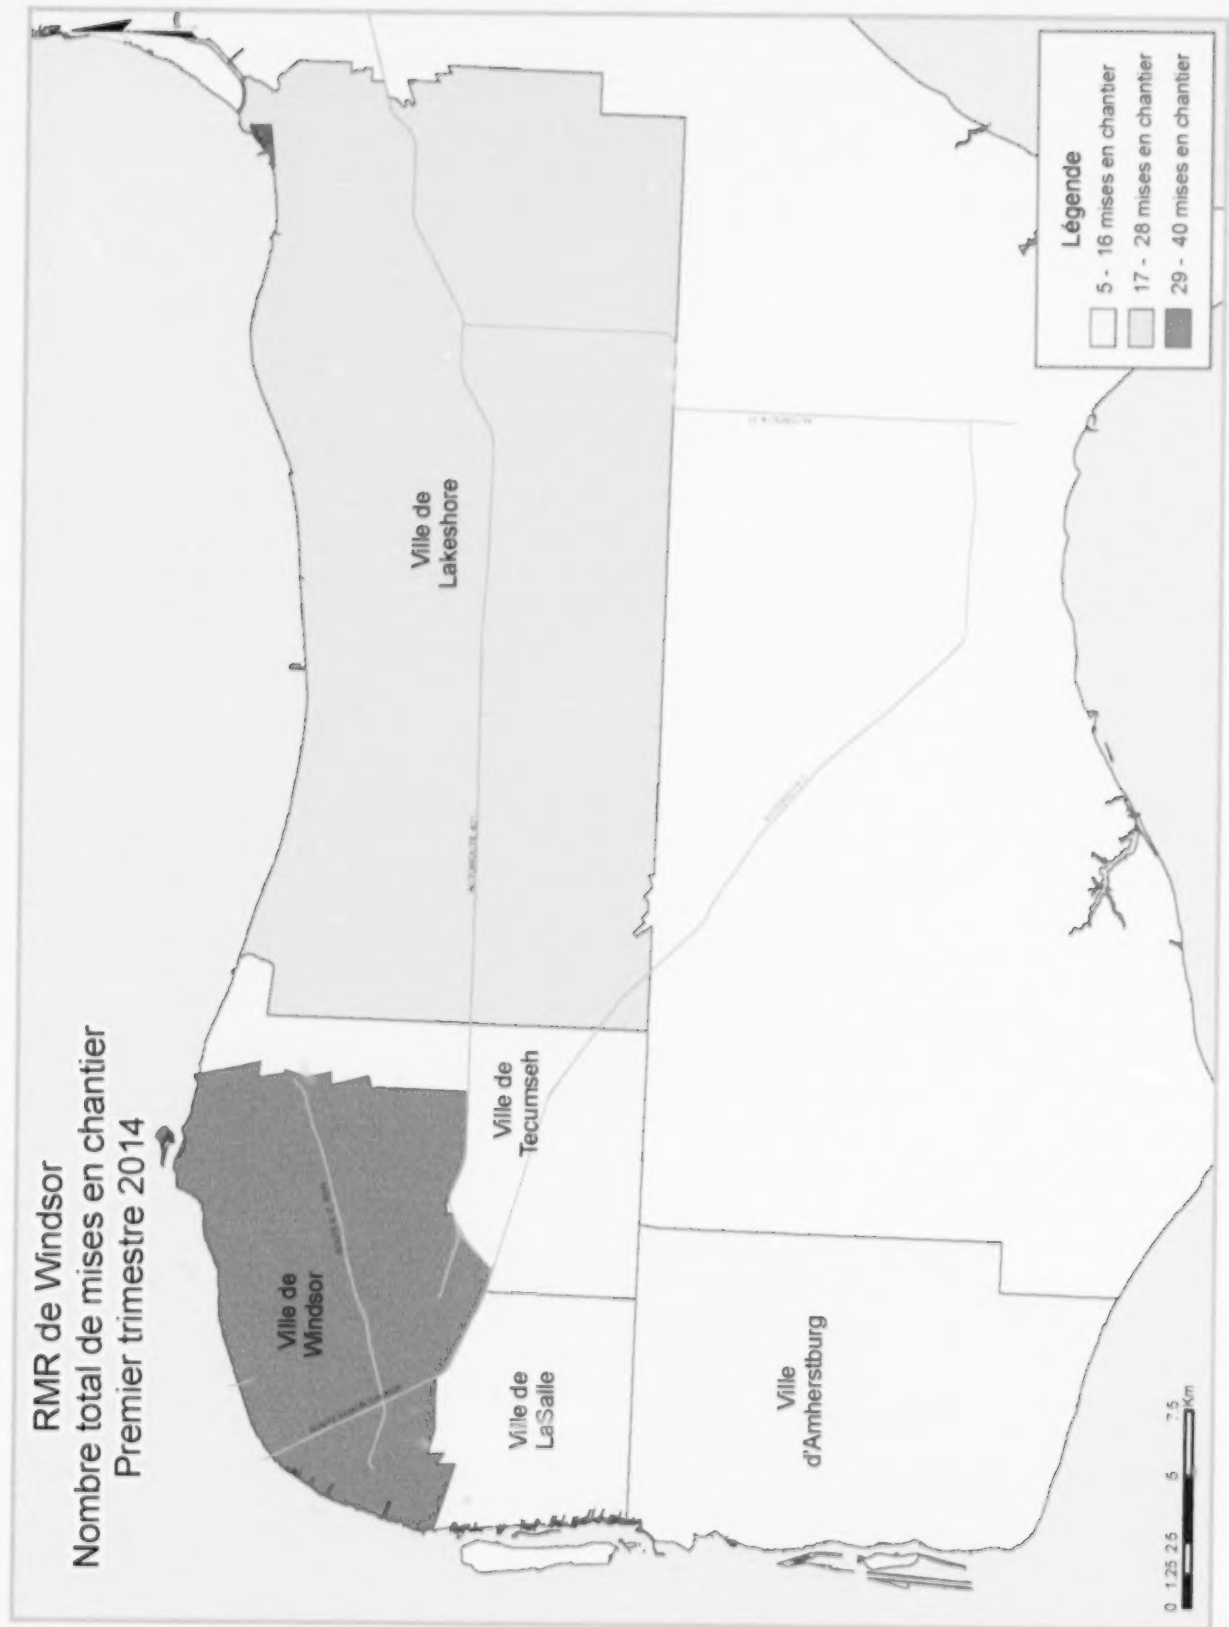 RMR de Windsor
Nombre total de mises en chantier
Premier trimestre 2014
Ville de
Windsor
Ville de
Lakeshore
AUTOROUTE 401
Ville de
Tecumseh
Ville de
LaSalle
Ville
d'Amherstburg
Légende
5 - 16 mises en chantier
17 - 28 mises en chantier
29 - 40 mises en chantier
0 1.25 2.5 5 7.5
Km